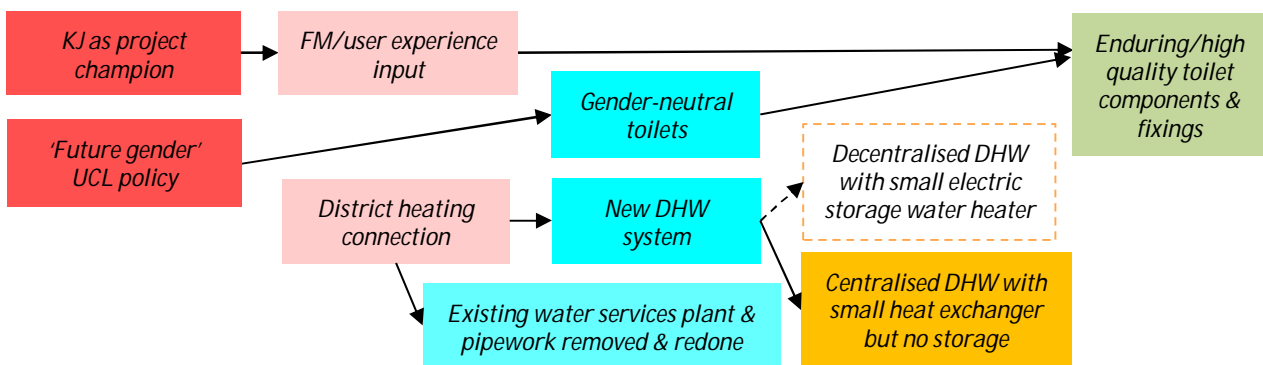 KJ as project
champion
FM/user experience
input
Enduring/high
quality toilet
components &
fixings
Gender-neutral
toilets
'Future gender'
UCL policy
Decentralised DHW
with small electric
storage water heater
District heating
connection
New DHW
system
Centralised DHW with
small heat exchanger
but no storage
Existing water services plant &
pipework removed & redone